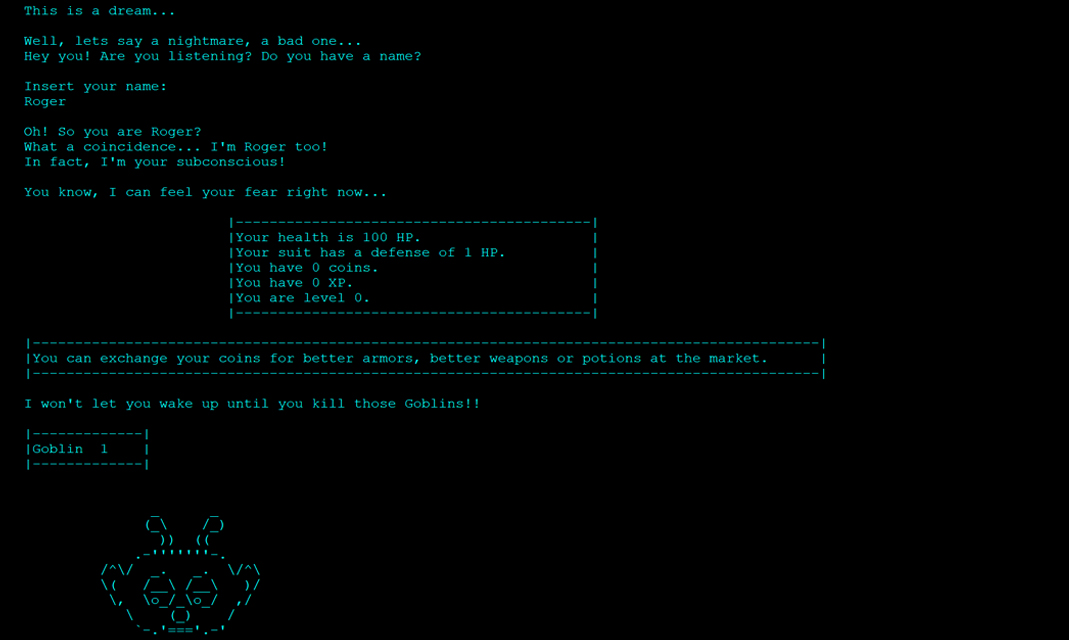 This is a dream...
Well, lets say a nightmare, a bad one...
Hey you! Are you listening? Do you have a name?
Insert your name:
Roger
Oh! So you are Roger?
What a coincidence... I'm Roger too!
In fact, I'm your subconscious!
You know, I can feel your fear right now...
Your health is 100 HP.
Your suit has a defense of 1 HP.
You have 0 coins.
You have 0 XP.
You are level 0.
You can exchange your coins for better armors, better weapons or potions at the market.
I won't let you wake up until you kill those Goblins!!
Goblin  1